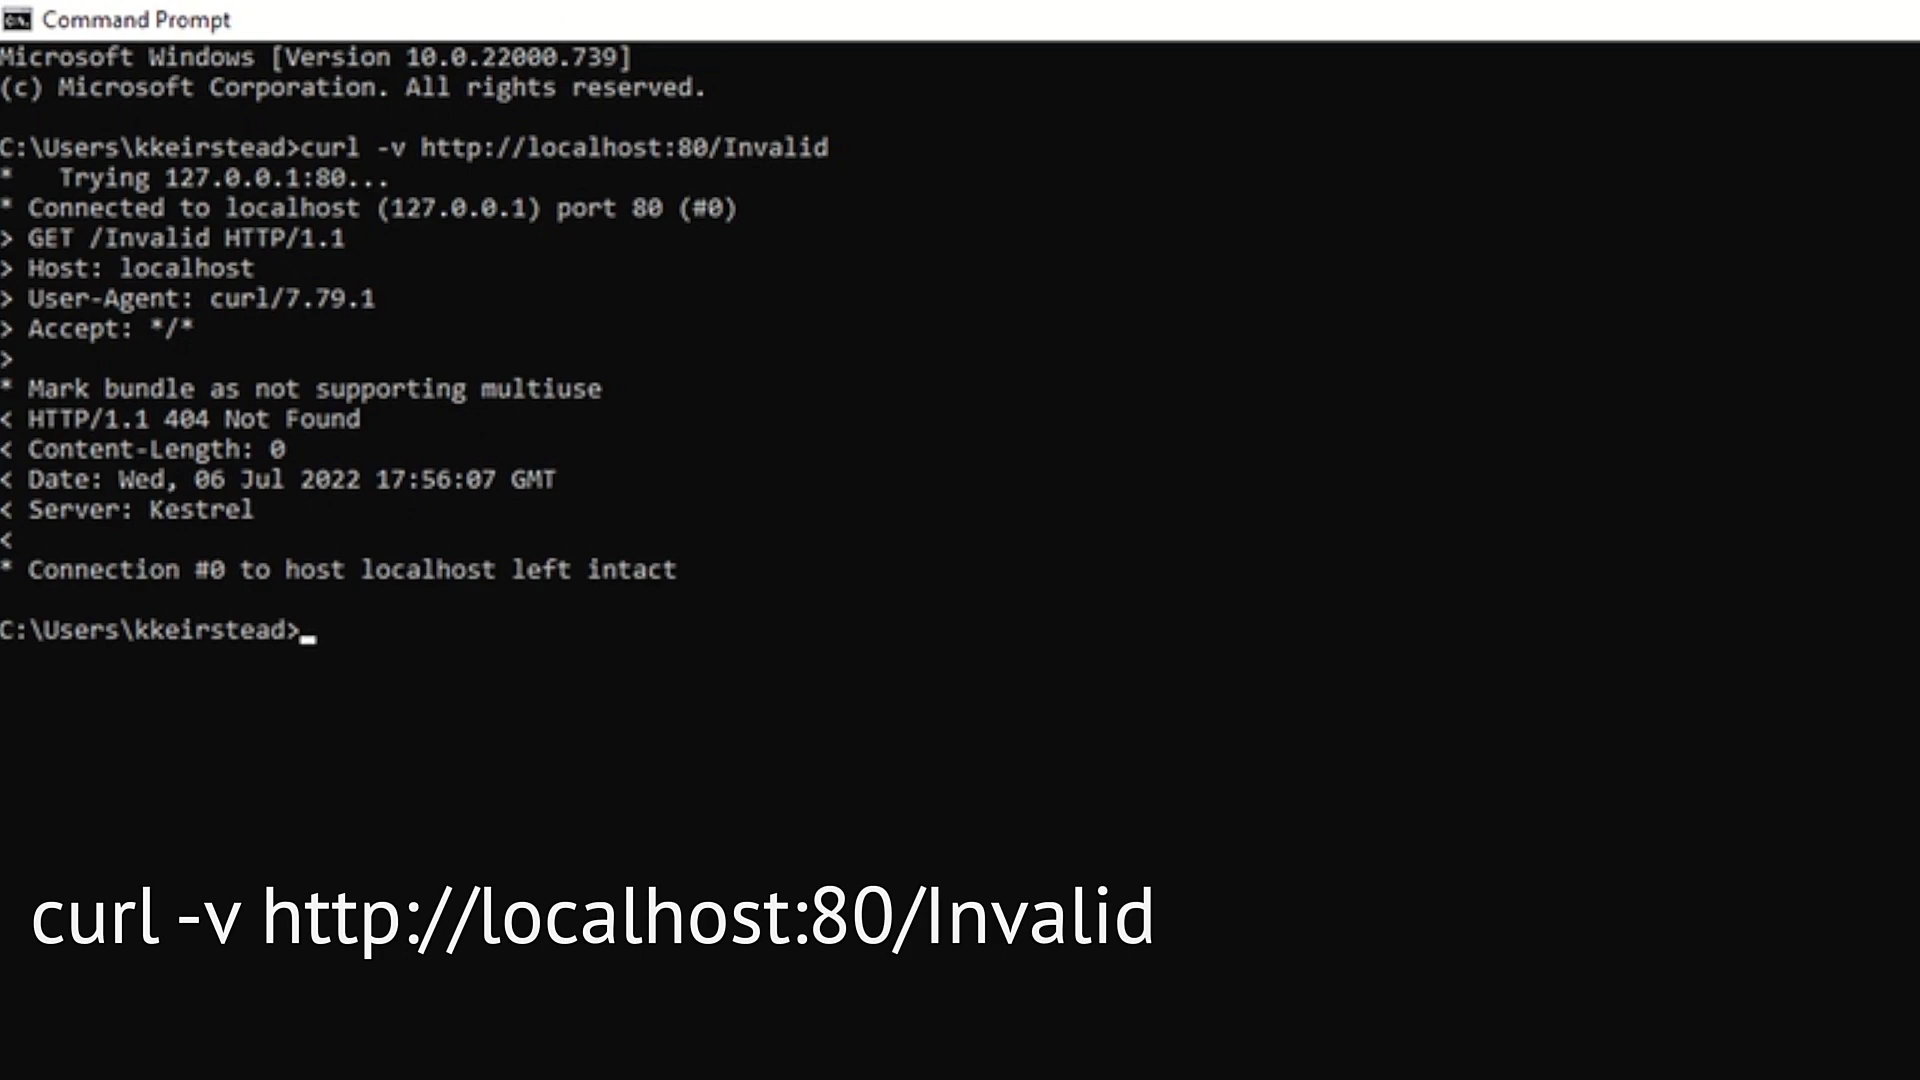 Command Prompt
Microsoft Windows [Version 10.0.22000.739]
(c) Microsoft Corporation. All rights reserved.
C:\Users\kkeirstead>curl -v http://localhost:80/Invalid
*   Trying 127.0.0.1:80...
* Connected to localhost (127.0.0.1) port 80 (#0)
> GET /Invalid HTTP/1.1
> Host: localhost
> User-Agent: curl/7.79.1
> Accept: */*
>
* Mark bundle as not supporting multiuse
< HTTP/1.1 404 Not Found
< Content-Length: 0
< Date: Wed, 06 Jul 2022 17:56:07 GMT
< Server: Kestrel
<
* Connection #0 to host localhost left intact
C:\Users\kkeirstead>
curl -v http://localhost:80/Invalid